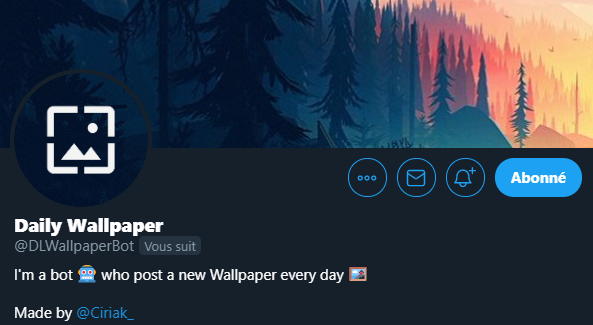 Abonné
Daily Wallpaper
@DLWallpaperBot Vous suit
I'm a bot 🤖 who post a new Wallpaper every day 🖼️
Made by @Ciriak_